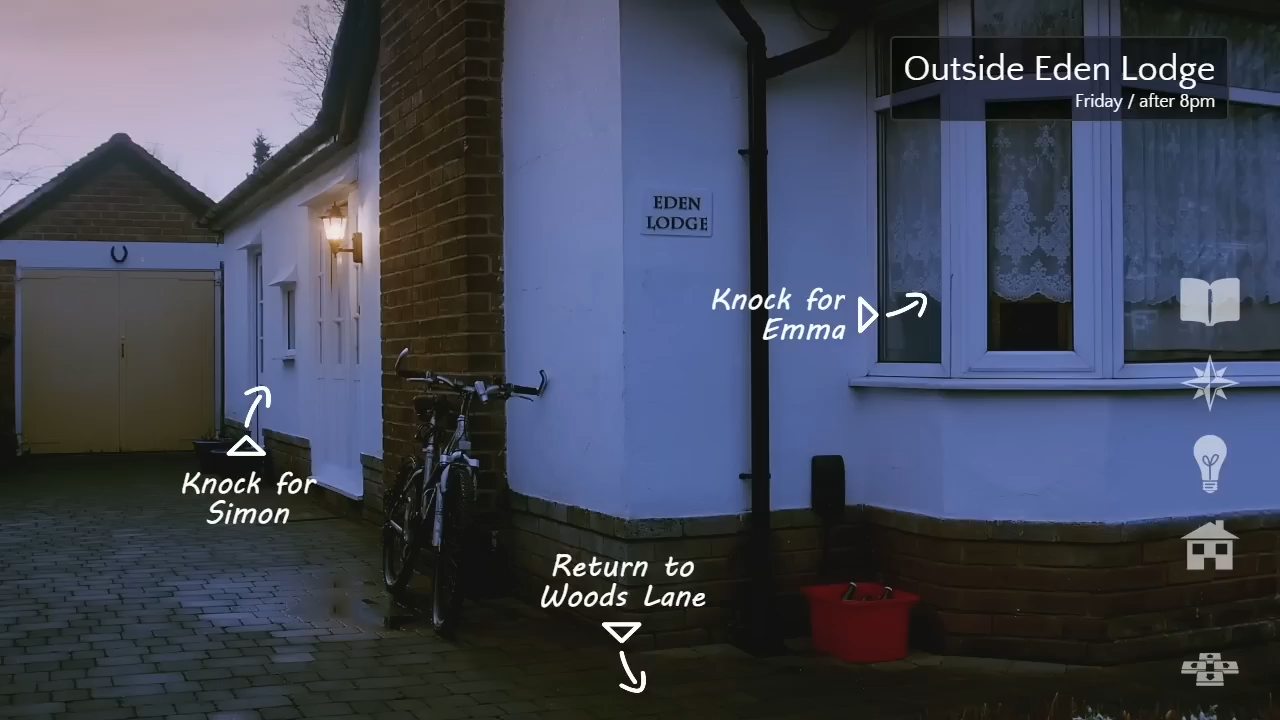 Outside Eden Lodge
Friday / after 8pm
EDEN
LODGE
Knock for
Emma
Knock for
Simon
Return to
Woods Lane